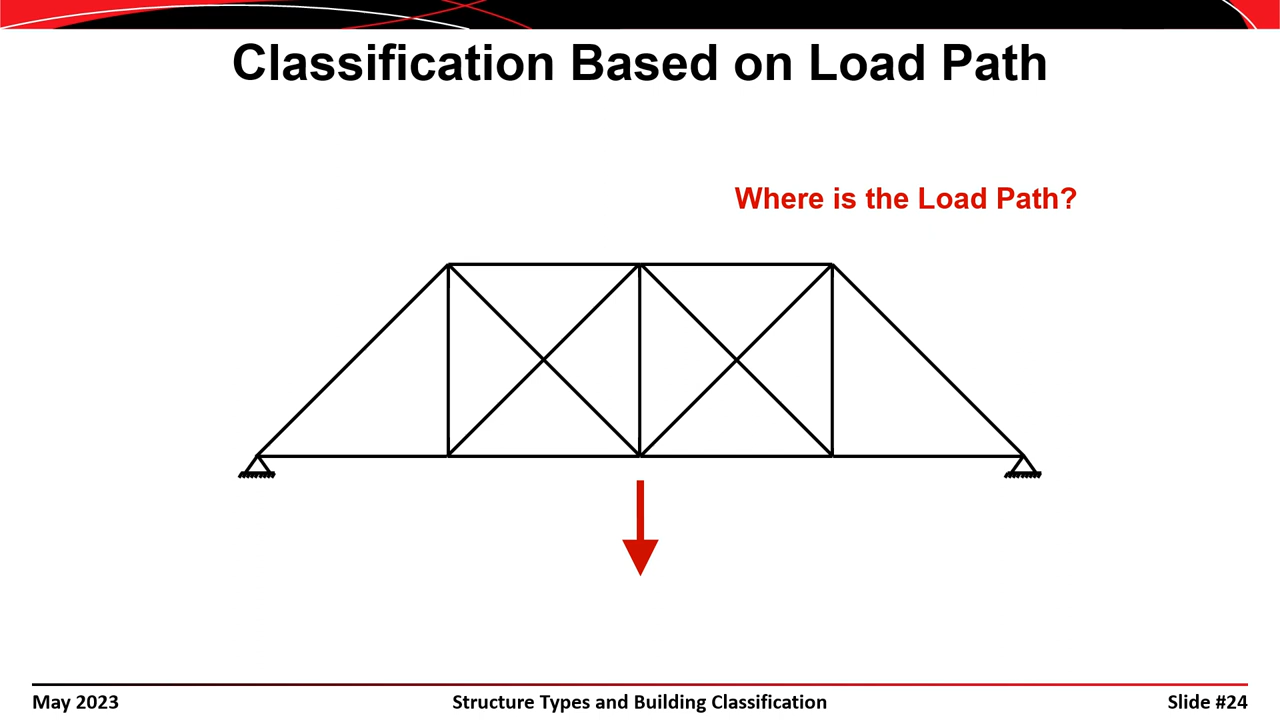 Classification Based on Load Path
Where is the Load Path?
May 2023
Structure Types and Building Classification
Slide #24